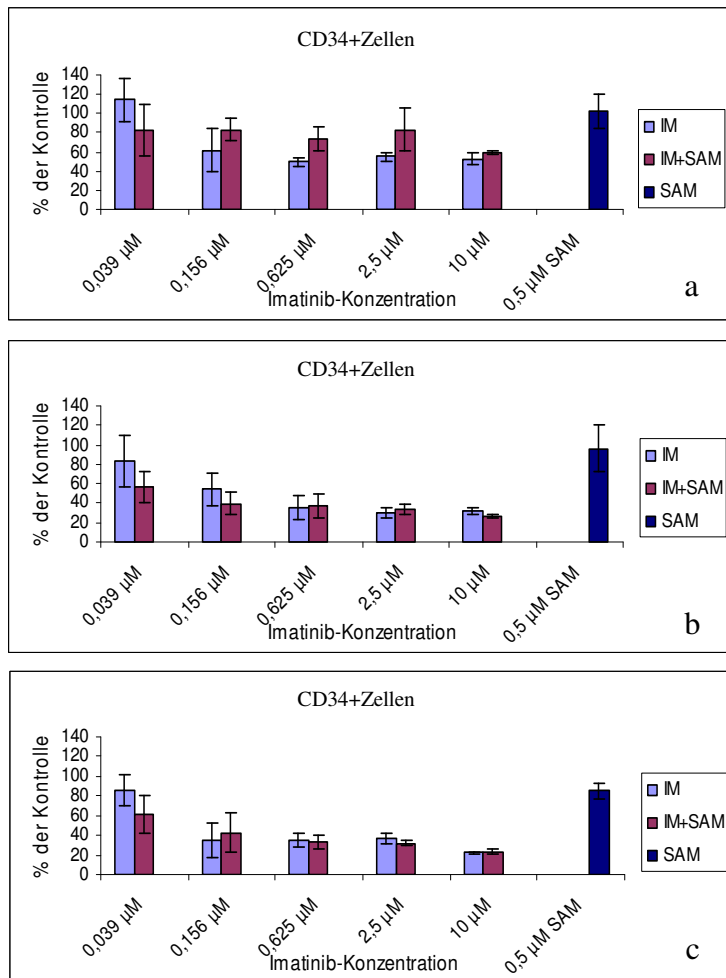 CD34+Zellen
% der Kontrolle
140
120
100
80
60
40
20
0
0,039 µM
0,156 µM
0,625 µM
2,5 µM
10 µM
0,5 µM SAM
Imatinib-Konzentration
IM
IM+SAM
SAM
a
CD34+Zellen
% der Kontrolle
140
120
100
80
60
40
20
0
0,039 µM
0,156 µM
0,625 µM
2,5 µM
10 µM
0,5 µM SAM
Imatinib-Konzentration
IM
IM+SAM
SAM
b
CD34+Zellen
% der Kontrolle
140
120
100
80
60
40
20
0
0,039 µM
0,156 µM
0,625 µM
2,5 µM
10 µM
0,5 µM SAM
Imatinib-Konzentration
IM
IM+SAM
SAM
c